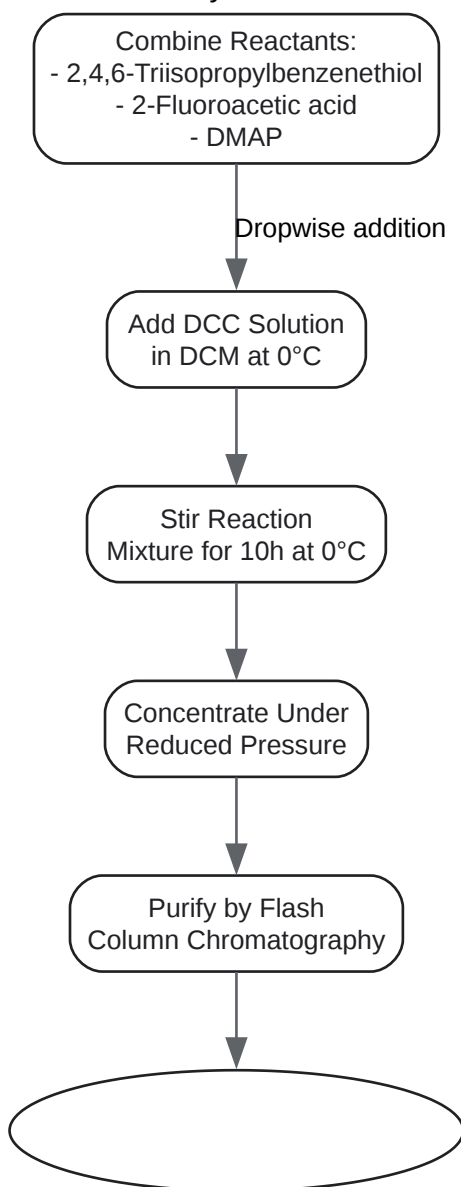 Combine Reactants:
- 2,4,6-Triisopropylbenzenethiol
- 2-Fluoroacetic acid
- DMAP
Dropwise addition
Add DCC Solution
in DCM at 0°C
Stir Reaction
Mixture for 10h at 0°C
Concentrate Under
Reduced Pressure
Purify by Flash
Column Chromatography